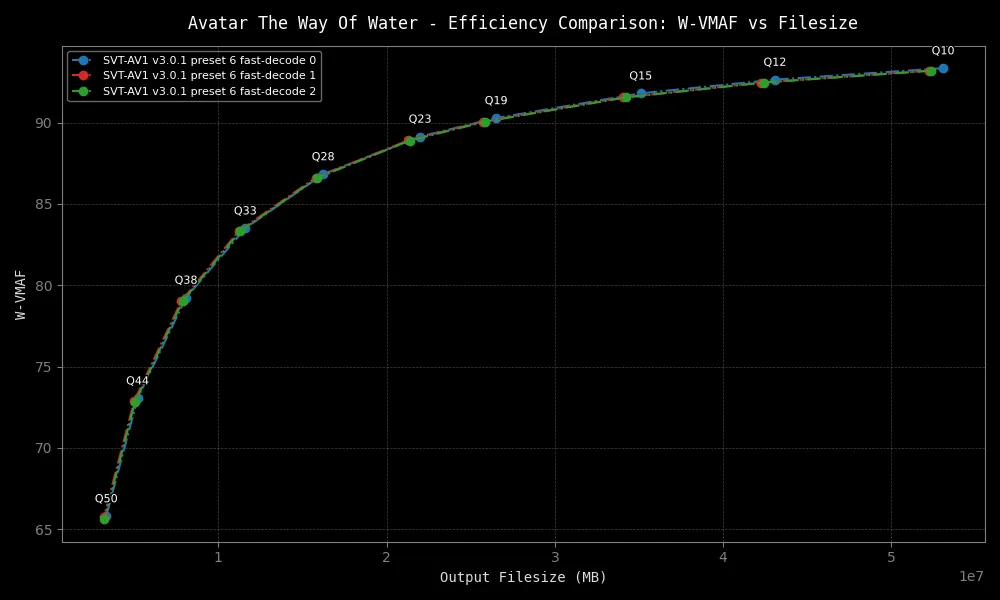 Avatar The Way Of Water - Efficiency Comparison: W-VMAF vs Filesize
SVT-AV1 v3.0.1 preset 6 fast-decode 0
SVT-AV1 v3.0.1 preset 6 fast-decode 1
SVT-AV1 v3.0.1 preset 6 fast-decode 2
Q10
Q12
Q15
Q19
Q23
Q28
Q33
Q38
Q44
Q50
90
85
80
75
70
65
W-VMAF
1 2 3 4 5
1e7
Output Filesize (MB)